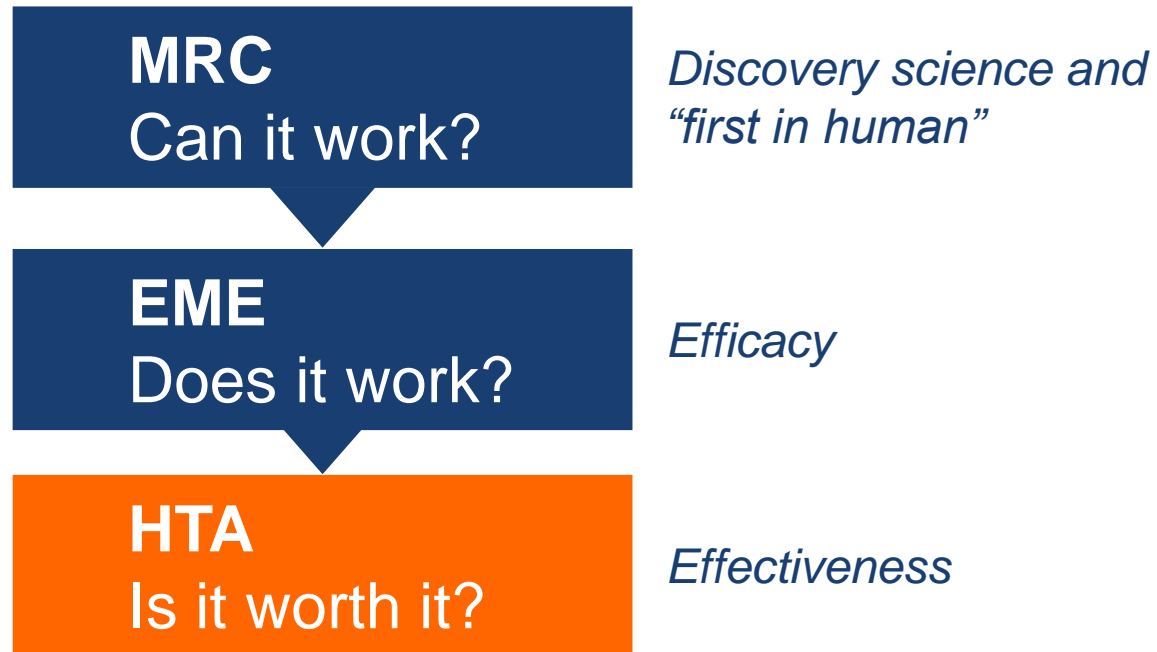 MRC
Can it work?
Discovery science and
“first in human”
EME
Does it work?
Efficacy
HTA
Is it worth it?
Effectiveness